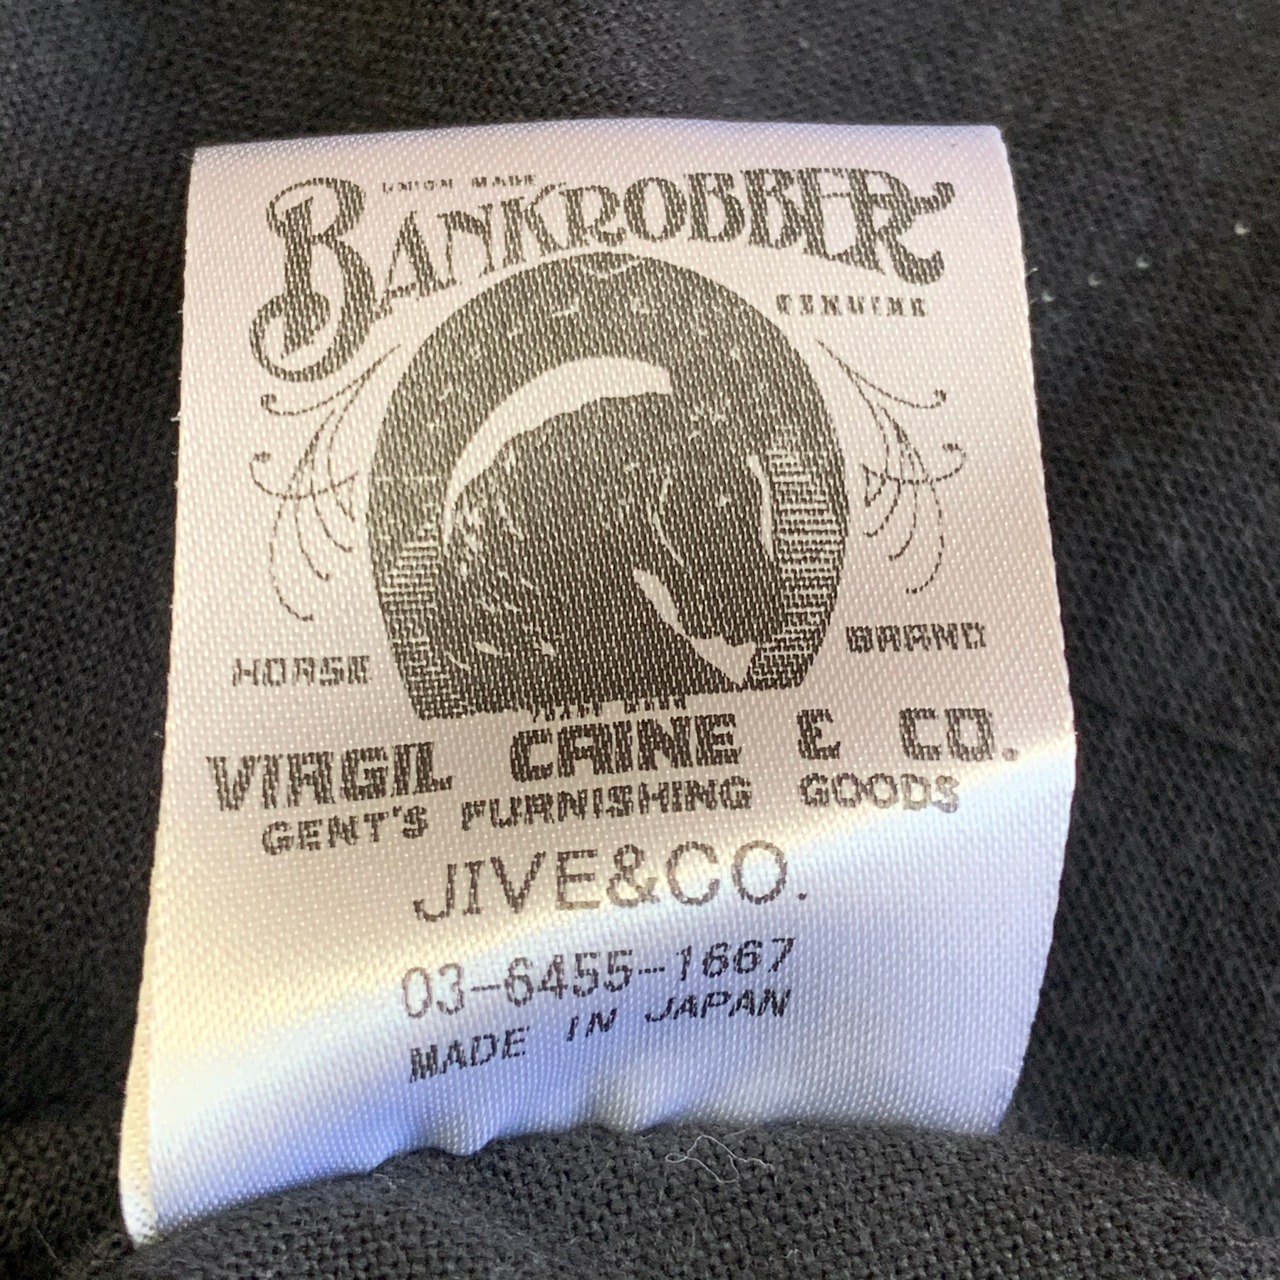 UNION MADE
BANKROBBER
GENUINE
HORSE BRAND
VIRGIL CAINE & CO.
GENT'S FURNISHING GOODS
JIVE&CO.
03-6455-1667
MADE IN JAPAN